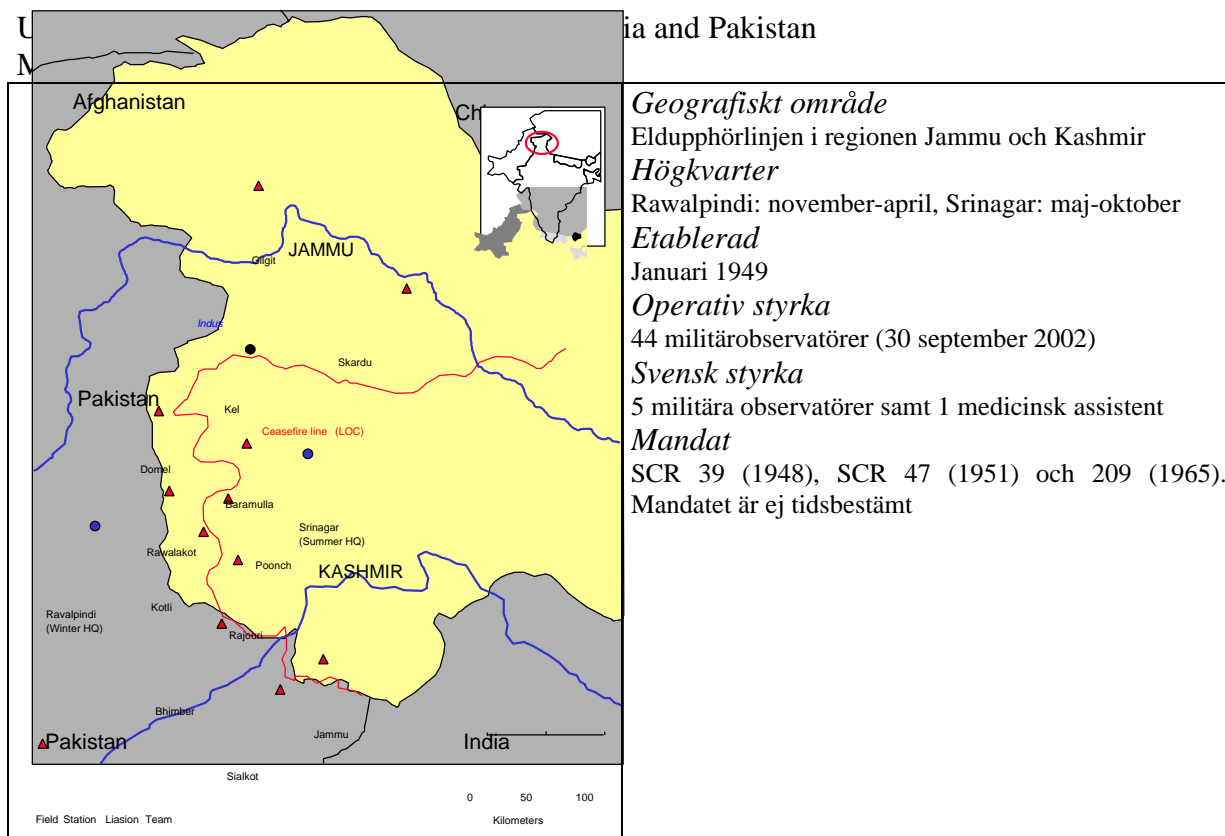 ia and Pakistan
Afghanistan
JAMMU
Gilgit
Indus
Skardu
Pakistan
Kel
Ceasefire line (LOC)
Domel
Baramulla
Srinagar
(Summer HQ)
Rawalakot
Poonch
KASHMIR
Kotli
Ravalpindi
(Winter HQ)
Rajouri
Bhimber
Jammu
Pakistan
India
Sialkot
0 50 100
Kilometers
Field Station Liasion Team
Geografiskt område
Eldupphörlinjen i regionen Jammu och Kashmir
Högkvarter
Rawalpindi: november-april, Srinagar: maj-oktober
Etablerad
Januari 1949
Operativ styrka
44 militärobservatörer (30 september 2002)
Svensk styrka
5 militära observatörer samt 1 medicinsk assistent
Mandat
SCR 39 (1948), SCR 47 (1951) och 209 (1965).
Mandatet är ej tidsbestämt